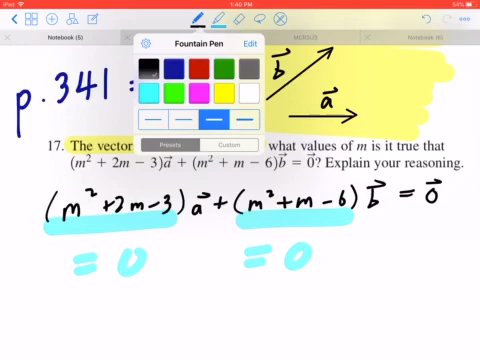 iPad
1:40 PM
54%
Notebook (5)
MCR3U3
Notebook (6)
Fountain Pen
Edit
Presets
Custom
p. 341 :
b⃗
a⃗
17. The vector what values of m is it true that
(m² + 2m − 3)a⃗ + (m² + m − 6)b⃗ = 0⃗? Explain your reasoning.
(m² + 2m − 3) a⃗ + (m² + m − 6) b⃗ = 0⃗
= 0 = 0